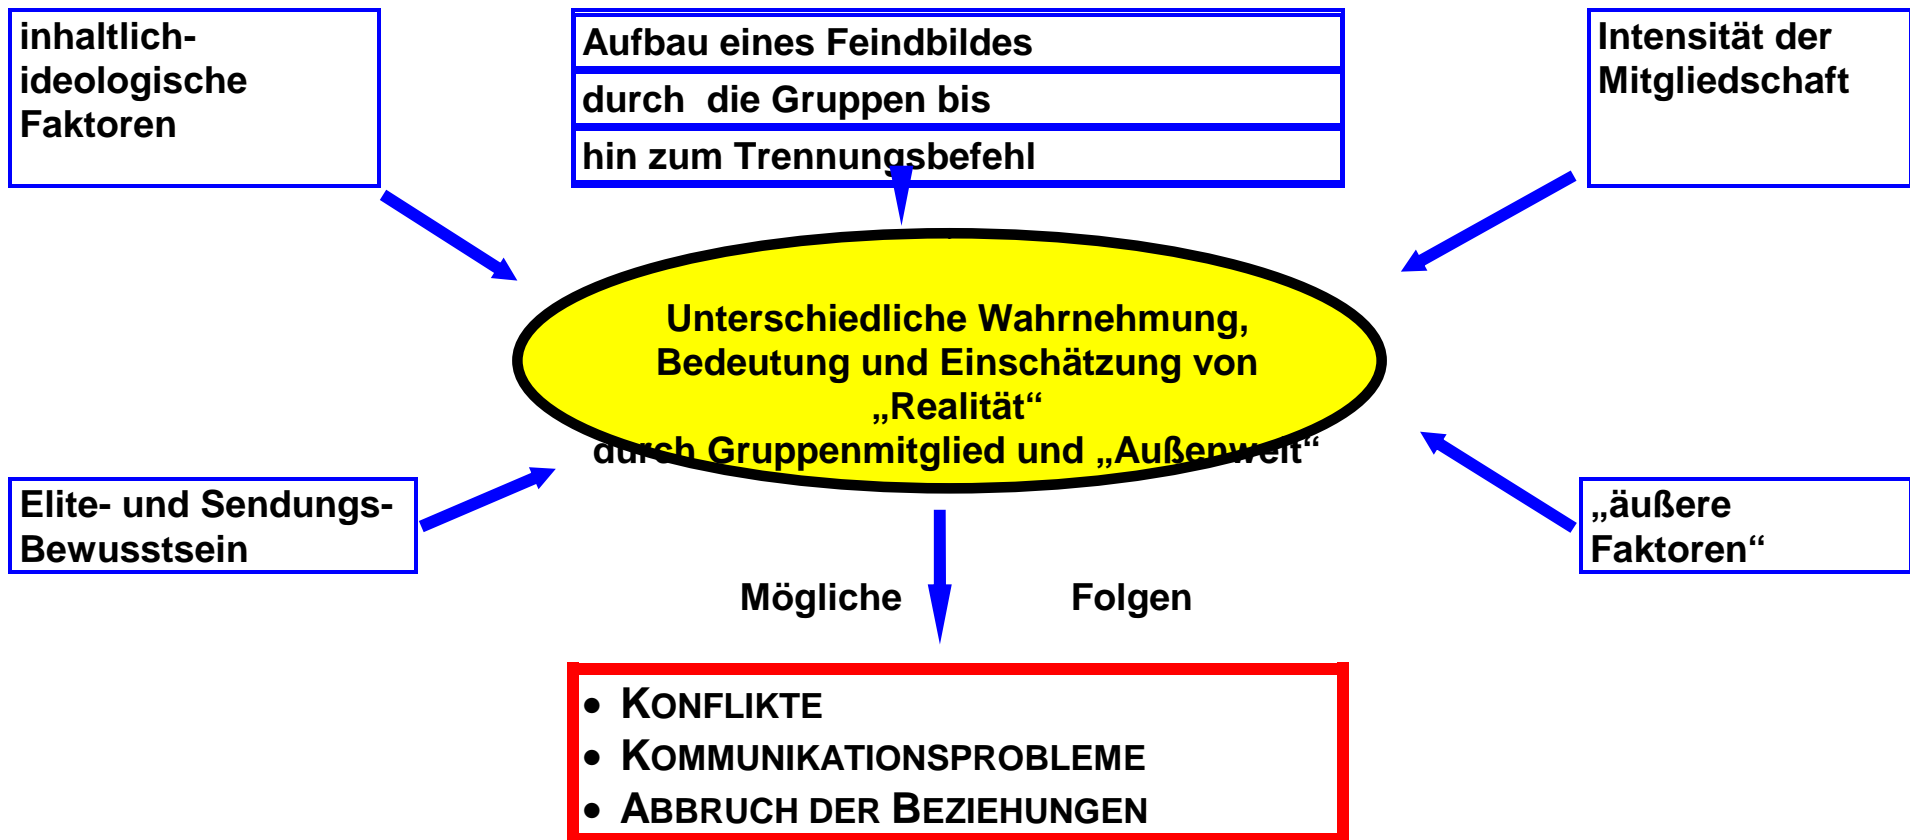 inhaltlich-
ideologische
Faktoren
Aufbau eines Feindbildes
durch die Gruppen bis
hin zum Trennungsbefehl
Intensität der
Mitgliedschaft
Unterschiedliche Wahrnehmung,
Bedeutung und Einschätzung von
„Realität“
durch Gruppenmitglied und „Außenwelt“
Elite- und Sendungs-
Bewusstsein
„äußere
Faktoren“
Mögliche Folgen
• KONFLIKTE
• KOMMUNIKATIONSPROBLEME
• ABBRUCH DER BEZIEHUNGEN